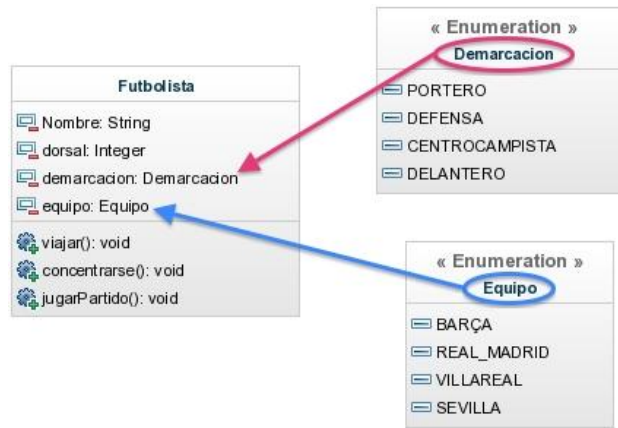 Futbolista
Nombre: String
dorsal: Integer
demarcacion: Demarcacion
equipo: Equipo
viajar(): void
concentrarse(): void
jugarPartido(): void
« Enumeration »
Demarcacion
PORTERO
DEFENSA
CENTROCAMPISTA
DELANTERO
« Enumeration »
Equipo
BARÇA
REAL_MADRID
VILLAREAL
SEVILLA